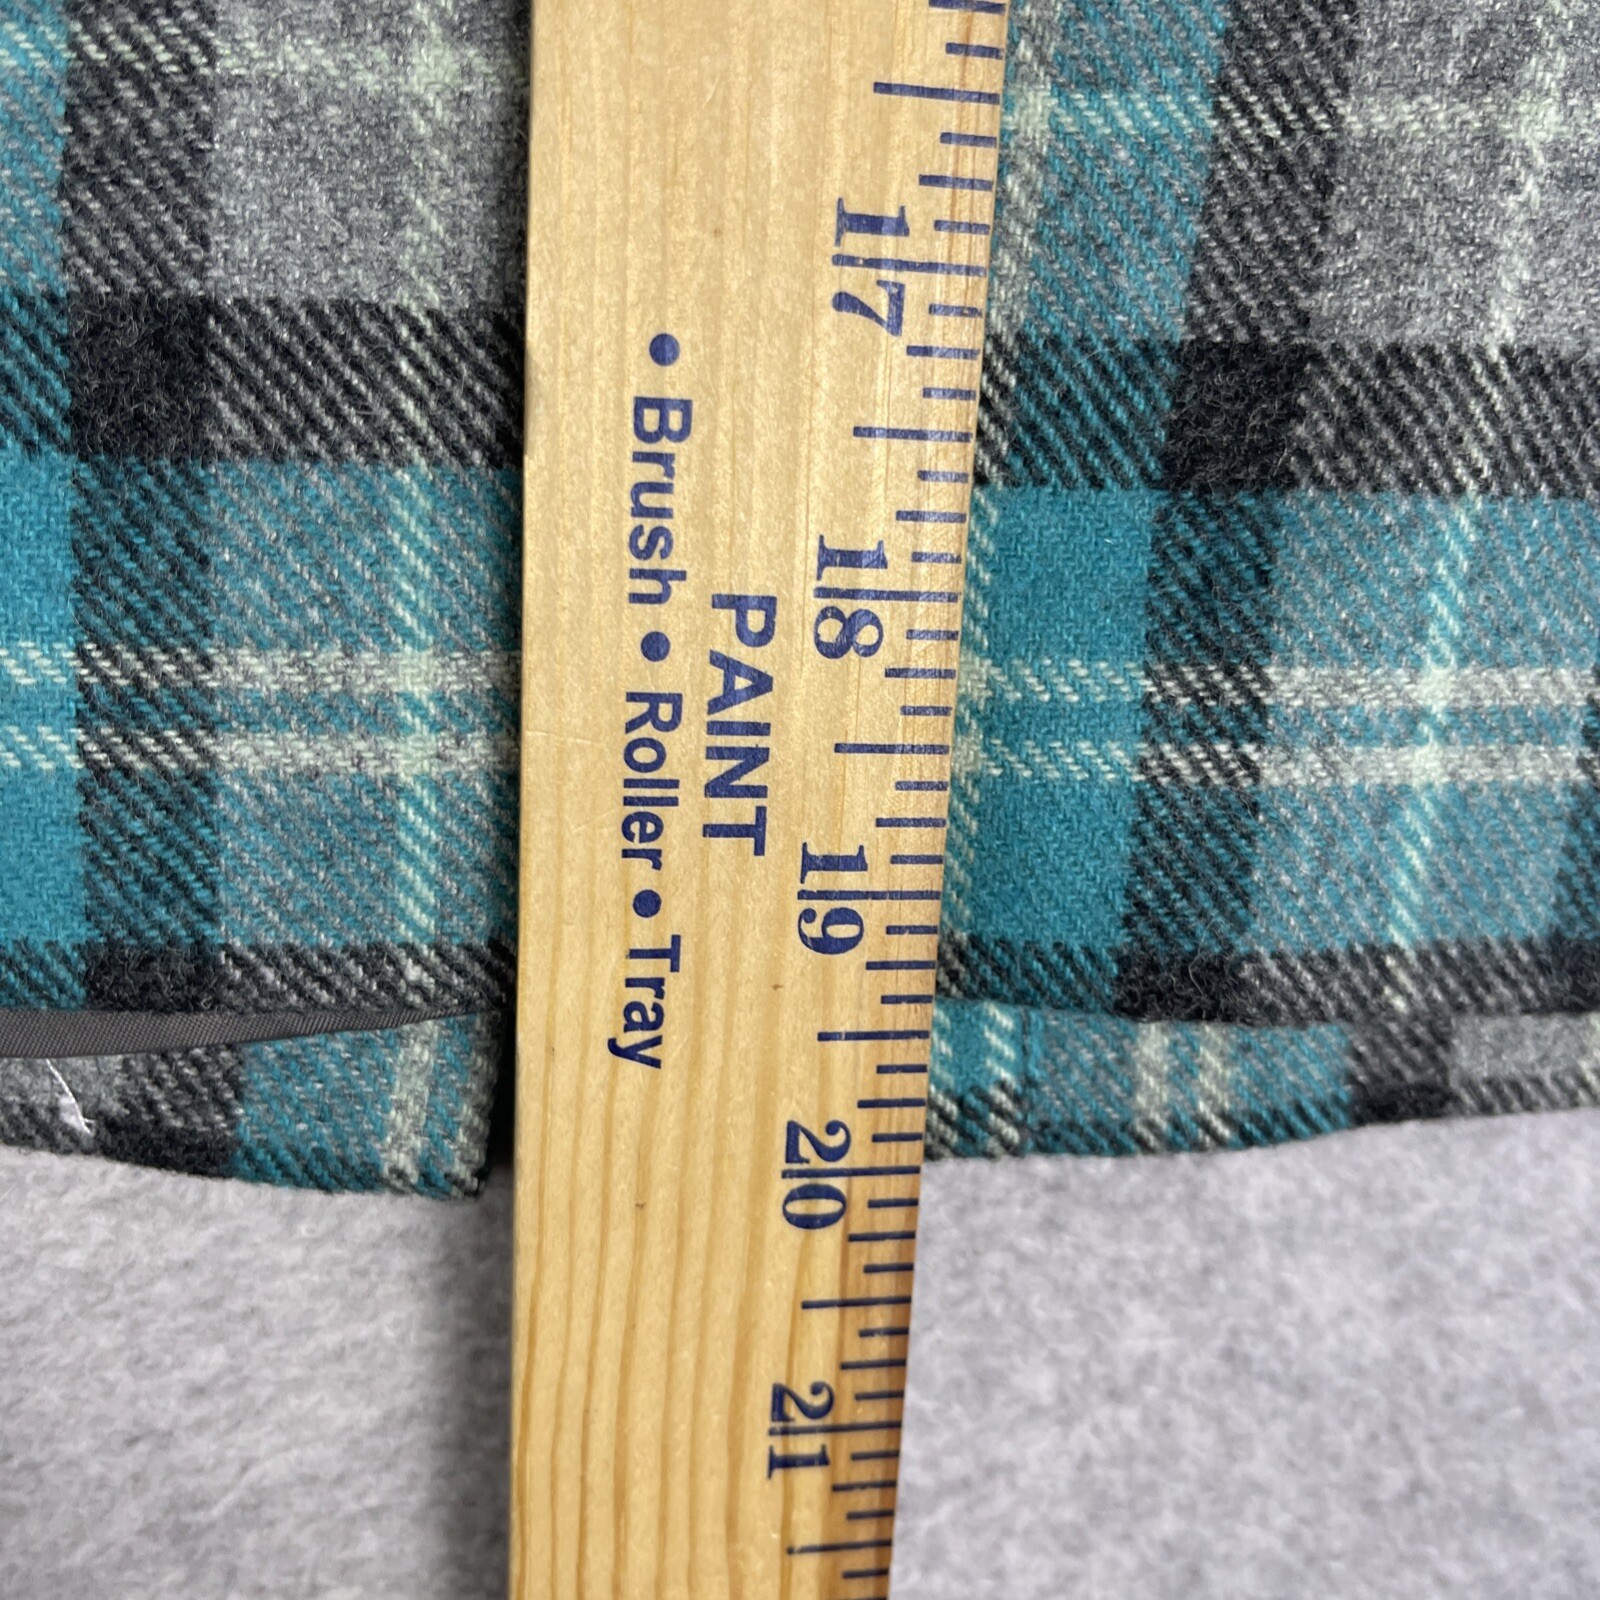 17
18
19
20
21
PAINT
• Brush • Roller • Tray